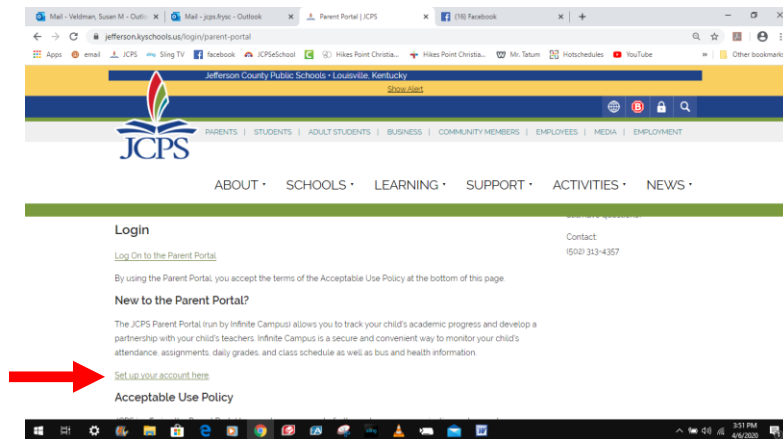 Mail - Veldman, Susan M - Outlo
Mail - jcps.frysc - Outlook
Parent Portal | JCPS
(16) Facebook
jefferson.kyschools.us/login/parent-portal
Apps email JCPS Sling TV facebook JCPSeSchool Hikes Point Christia... Hikes Point Christia... Mr. Tatum Hotschedules YouTube Other bookmarks
Jefferson County Public Schools • Louisville, Kentucky
Show Alert
JCPS
PARENTS | STUDENTS | ADULT STUDENTS | BUSINESS | COMMUNITY MEMBERS | EMPLOYEES | MEDIA | EMPLOYMENT
ABOUT · SCHOOLS · LEARNING · SUPPORT · ACTIVITIES · NEWS ·
Login
Contact:
(502) 313-4357
Log On to the Parent Portal
By using the Parent Portal, you accept the terms of the Acceptable Use Policy at the bottom of this page.
New to the Parent Portal?
The JCPS Parent Portal (run by Infinite Campus) allows you to track your child's academic progress and develop a
partnership with your child's teachers. Infinite Campus is a secure and convenient way to monitor your child's
attendance, assignments, daily grades, and class schedule as well as bus and health information.
Set up your account here.
Acceptable Use Policy
3:51 PM
4/6/2020